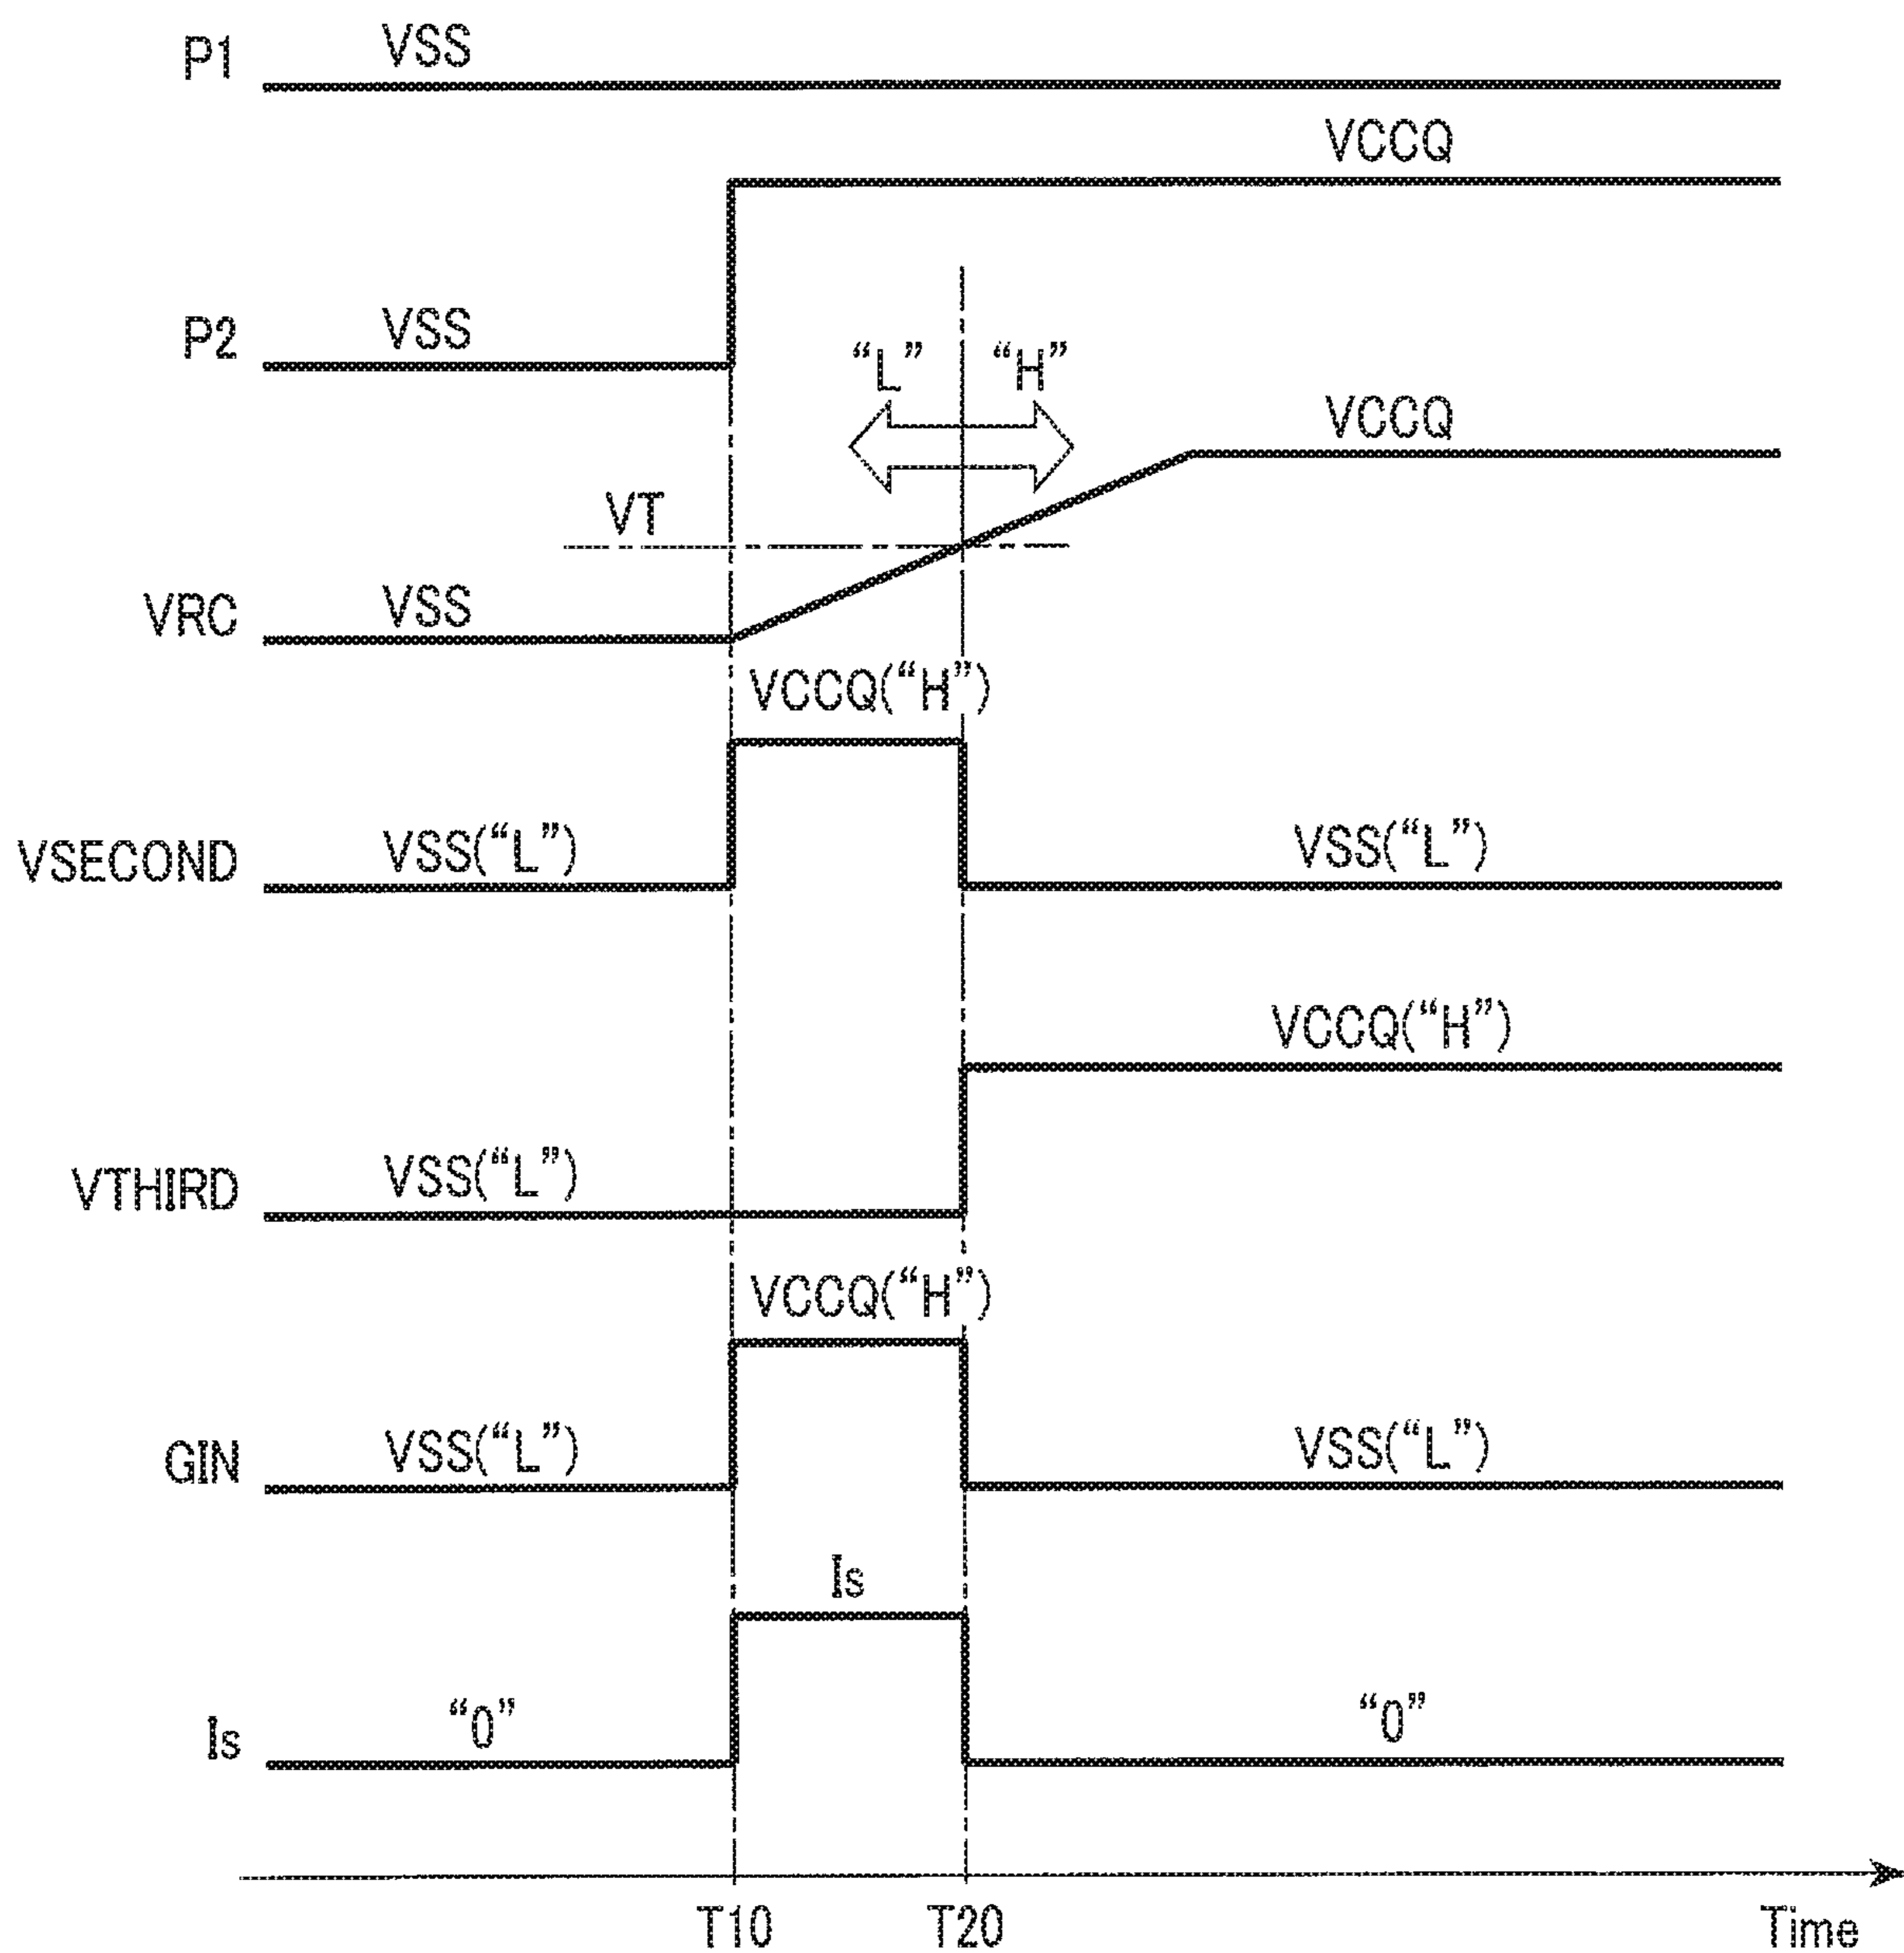 P1 VSS
VCCQ
P2 VSS
“L” “H”
VCCQ
VT
VRC VSS
VCCQ(“H”)
VSECOND VSS(“L”) VSS(“L”)
VCCQ(“H”)
VTHIRD VSS(“L”)
VCCQ(“H”)
GIN VSS(“L”) VSS(“L”)
Is
Is “0” “0”
T10 T20 Time